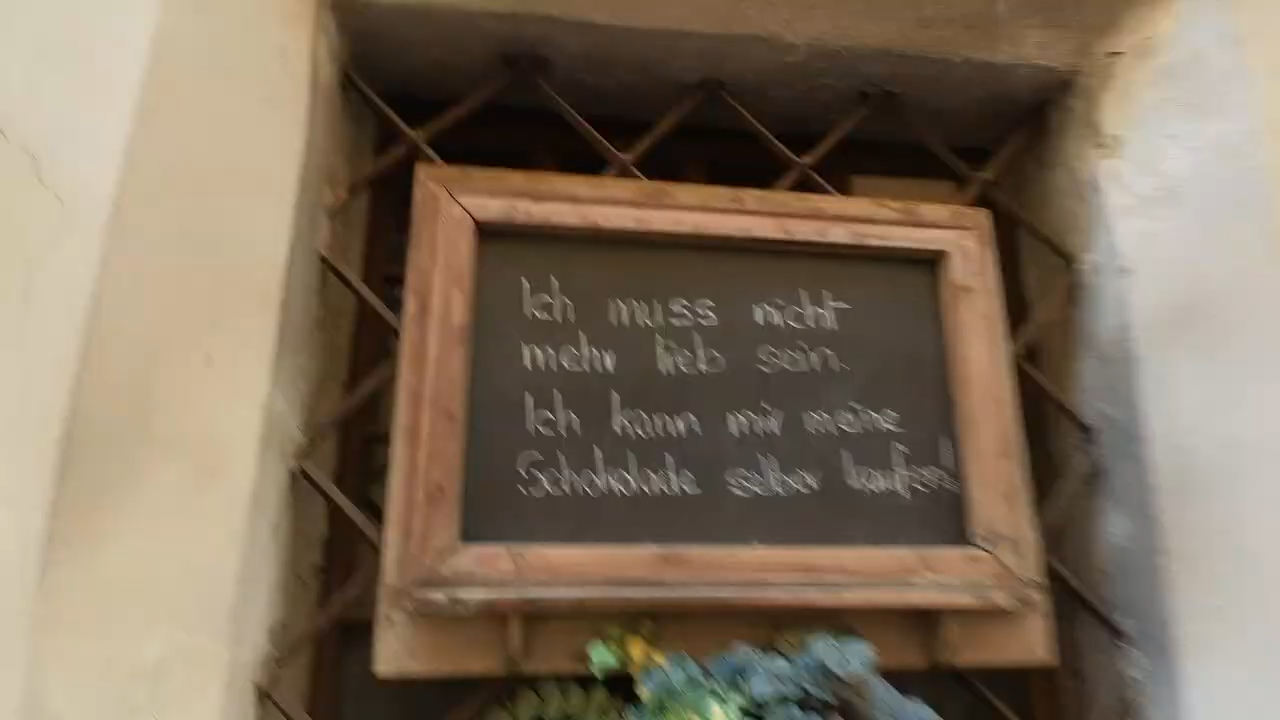 Ich muss nicht
mehr lieb sein.
Ich kann mir meine
Schokolade selber kaufen!